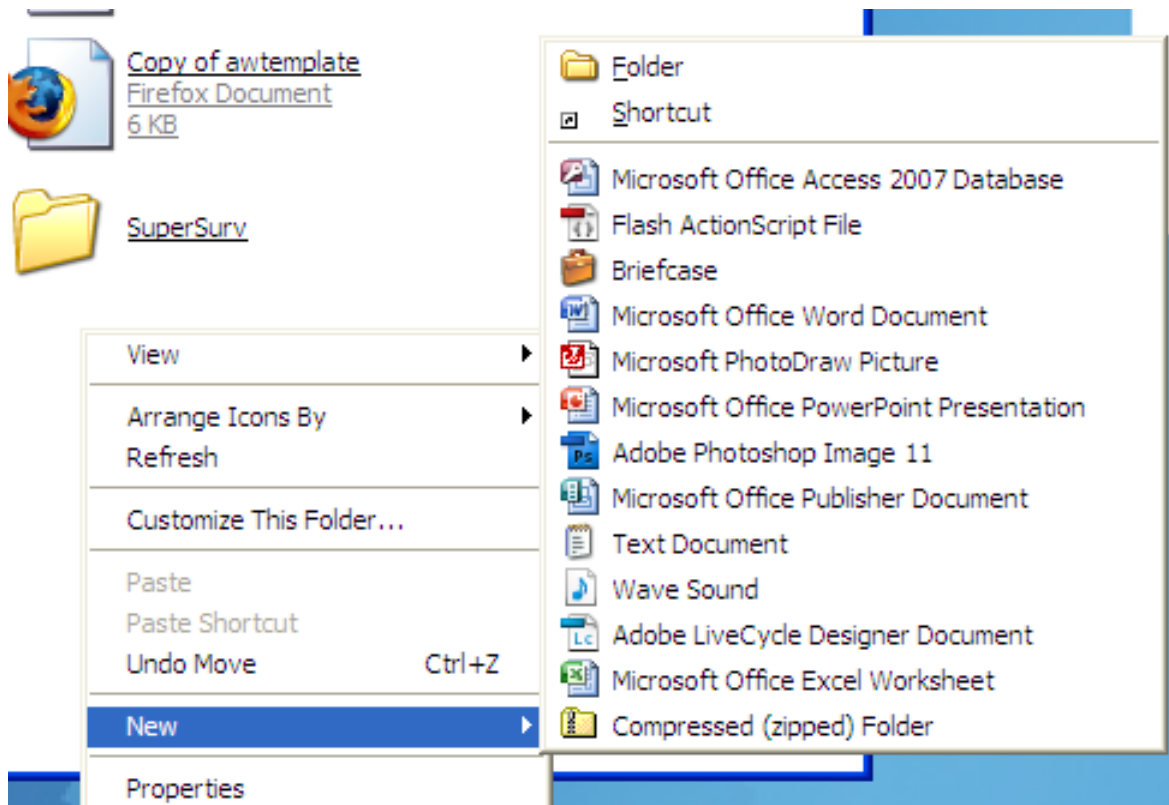 Copy of awtemplate
Firefox Document
6 KB
SuperSurv
View
Arrange Icons By
Refresh
Customize This Folder...
Paste
Paste Shortcut
Undo Move Ctrl+Z
New
Properties
Folder
Shortcut
Microsoft Office Access 2007 Database
Flash ActionScript File
Briefcase
Microsoft Office Word Document
Microsoft PhotoDraw Picture
Microsoft Office PowerPoint Presentation
Adobe Photoshop Image 11
Microsoft Office Publisher Document
Text Document
Wave Sound
Adobe LiveCycle Designer Document
Microsoft Office Excel Worksheet
Compressed (zipped) Folder